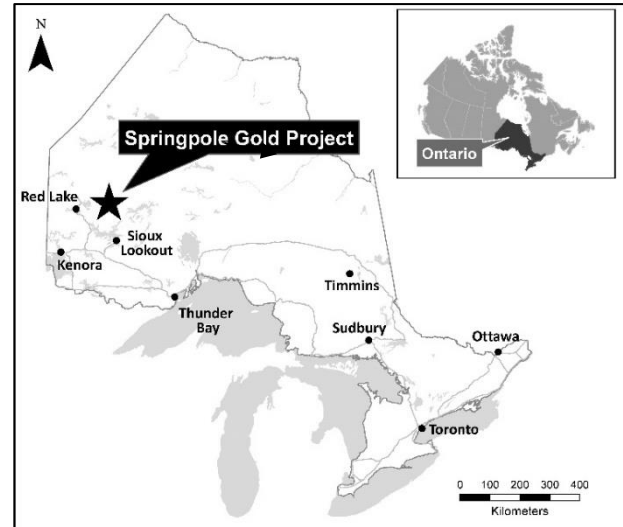 N
Springpole Gold Project
Ontario
Red Lake
Sioux
Lookout
Kenora
Timmins
Thunder
Bay
Sudbury
Ottawa
Toronto
0 100 200 300 400
Kilometers